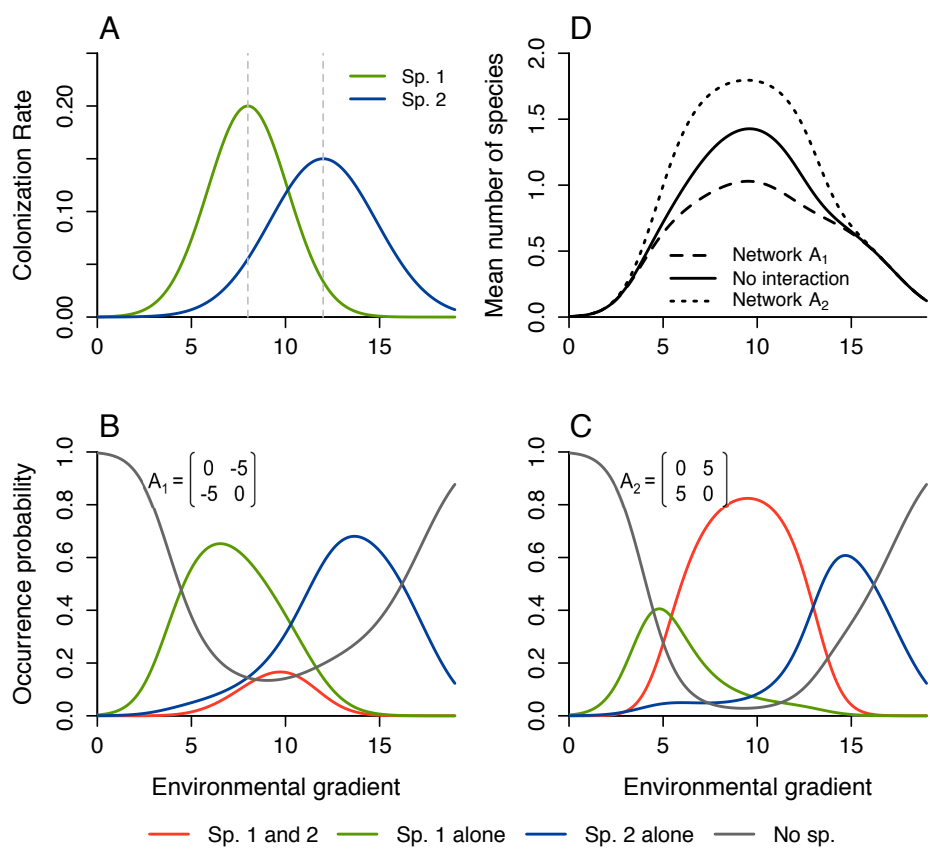 A
Colonization Rate
0.00 0.10 0.20
0 5 10 15
Sp. 1
Sp. 2
D
Mean number of species
0.0 0.5 1.0 1.5 2.0
0 5 10 15
Network A1
No interaction
Network A2
B
Occurrence probability
0.0 0.2 0.4 0.6 0.8 1.0
A1 = 0 -5
-5 0
0 5 10 15
Environmental gradient
C
0.0 0.2 0.4 0.6 0.8 1.0
A2 = 0 5
5 0
0 5 10 15
Environmental gradient
Sp. 1 and 2 Sp. 1 alone Sp. 2 alone No sp.